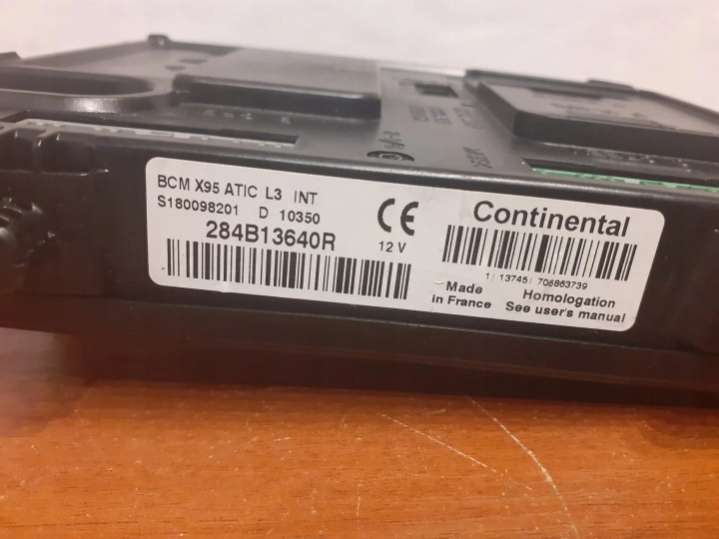 BCM X95 ATIC L3 INT
S180098201 D 10350
284B13640R
CE
12 V
Continental
1/13745/706863739
Made
in France
Homologation
See user's manual